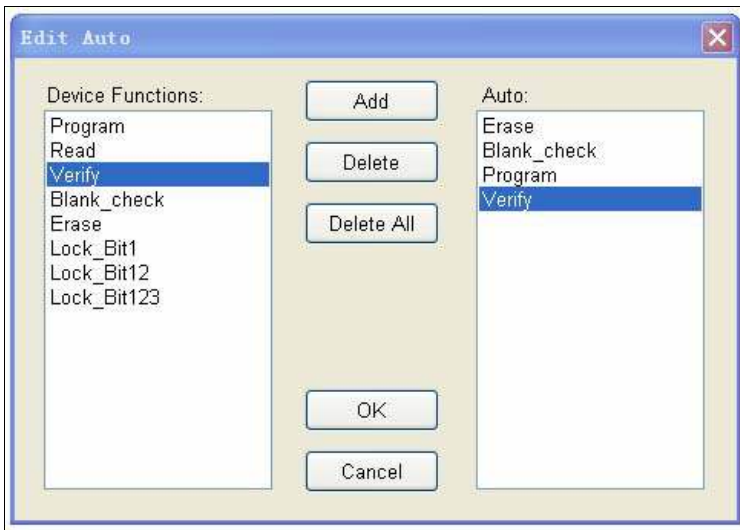 Edit Auto
Device Functions:
Program
Read
Verify
Blank_check
Erase
Lock_Bit1
Lock_Bit12
Lock_Bit123
Add
Delete
Delete All
OK
Cancel
Auto:
Erase
Blank_check
Program
Verify